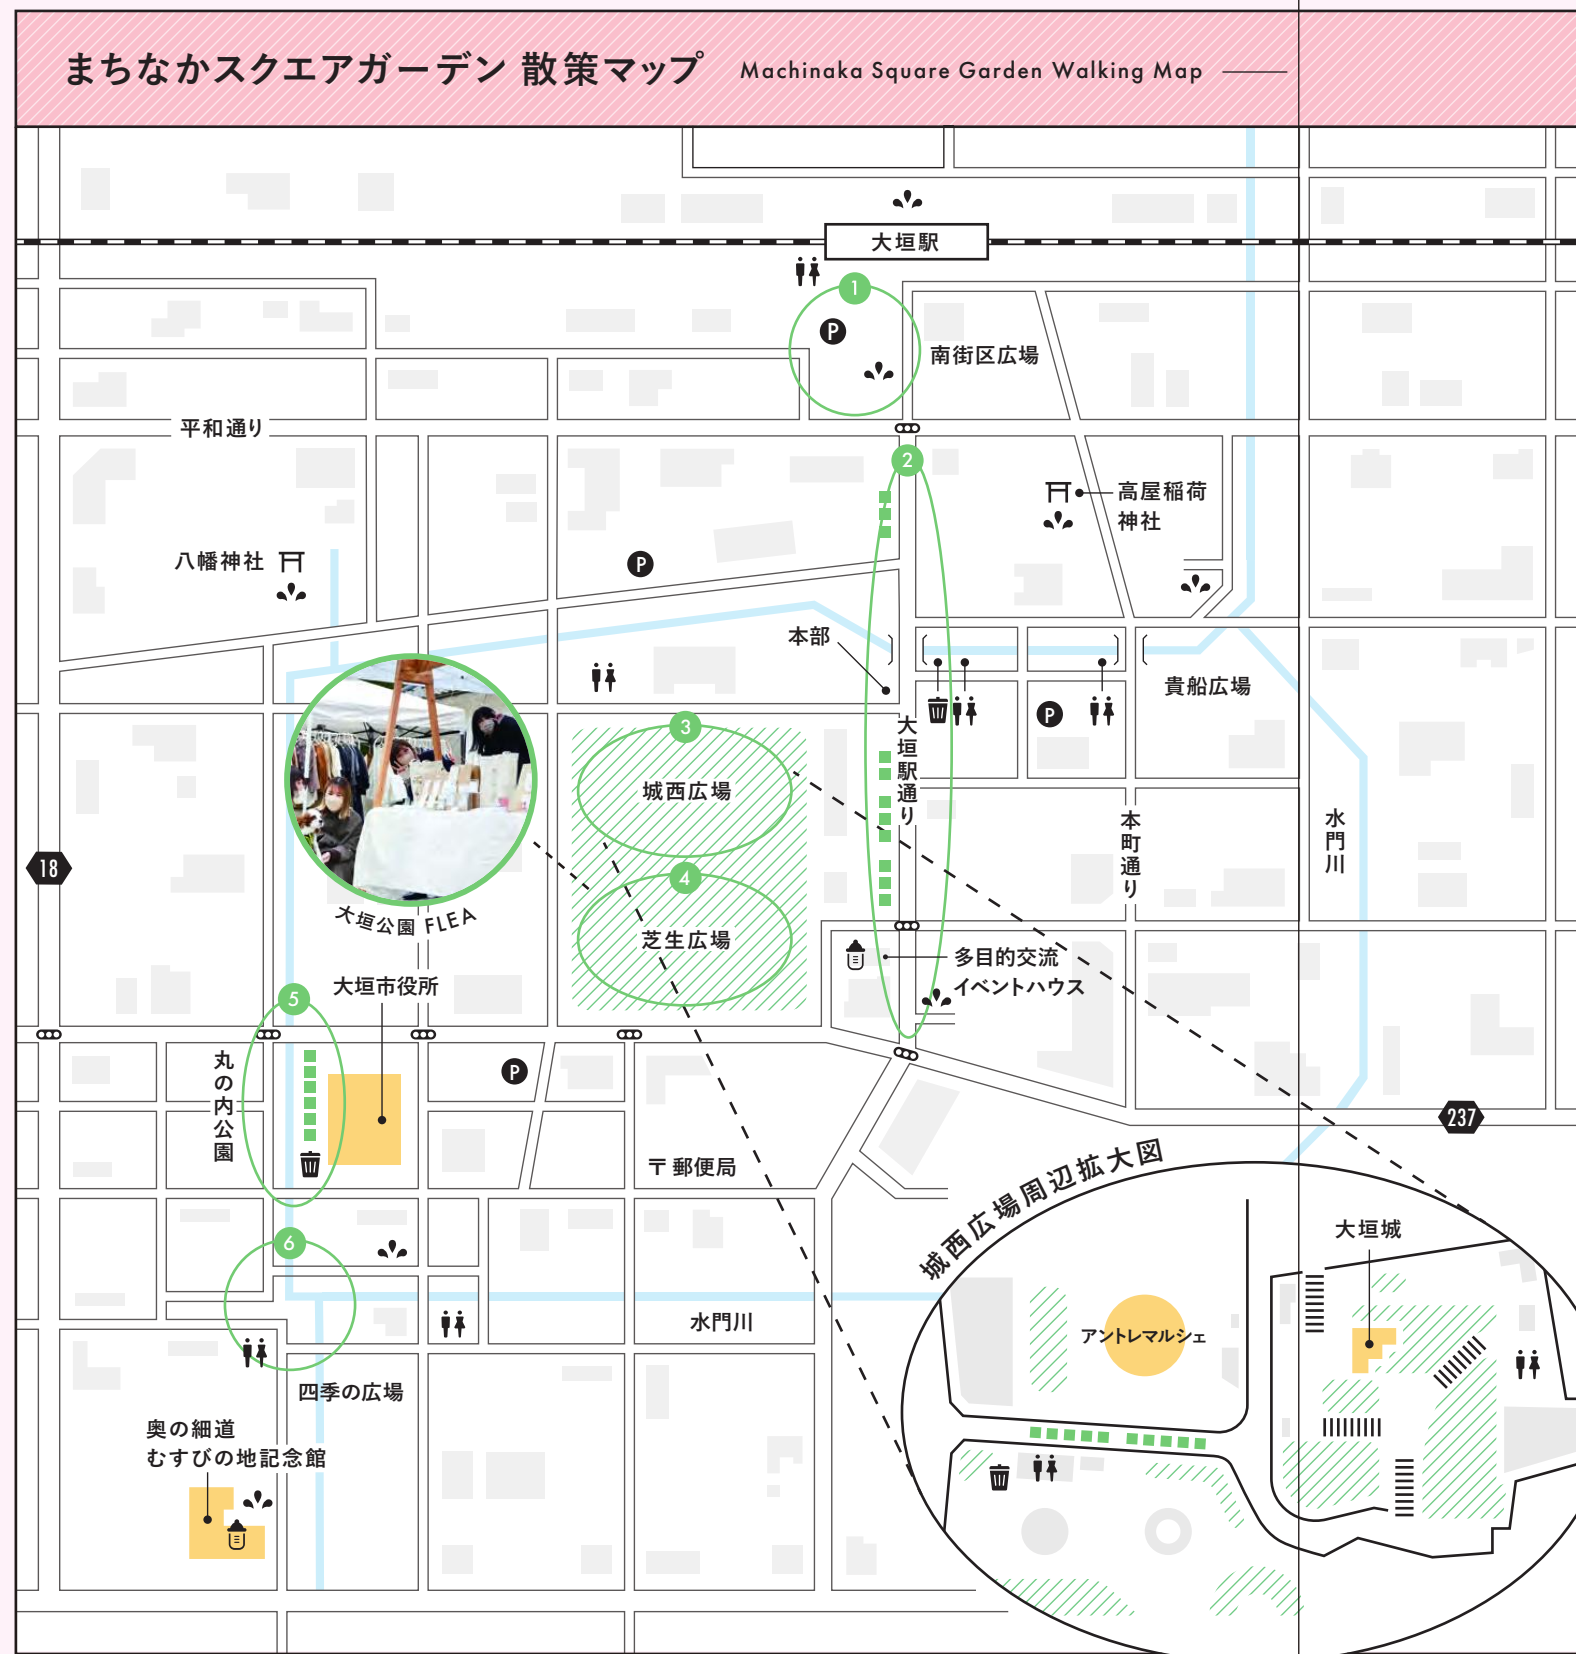 まちなかスクエアガーデン 散策マップ
Machinaka Square Garden Walking Map
大垣駅
1
P
南街区広場
平和通り
2
高屋稲荷
神社
八幡神社
P
本部
貴船広場
P
大垣駅通り
3
城西広場
本町通り
水門川
18
4
芝生広場
大垣公園 FLEA
多目的交流
イベントハウス
大垣市役所
5
丸の内公園
P
237
〒郵便局
城西広場周辺拡大図
6
大垣城
水門川
アントレマルシェ
四季の広場
奥の細道
むすびの地記念館